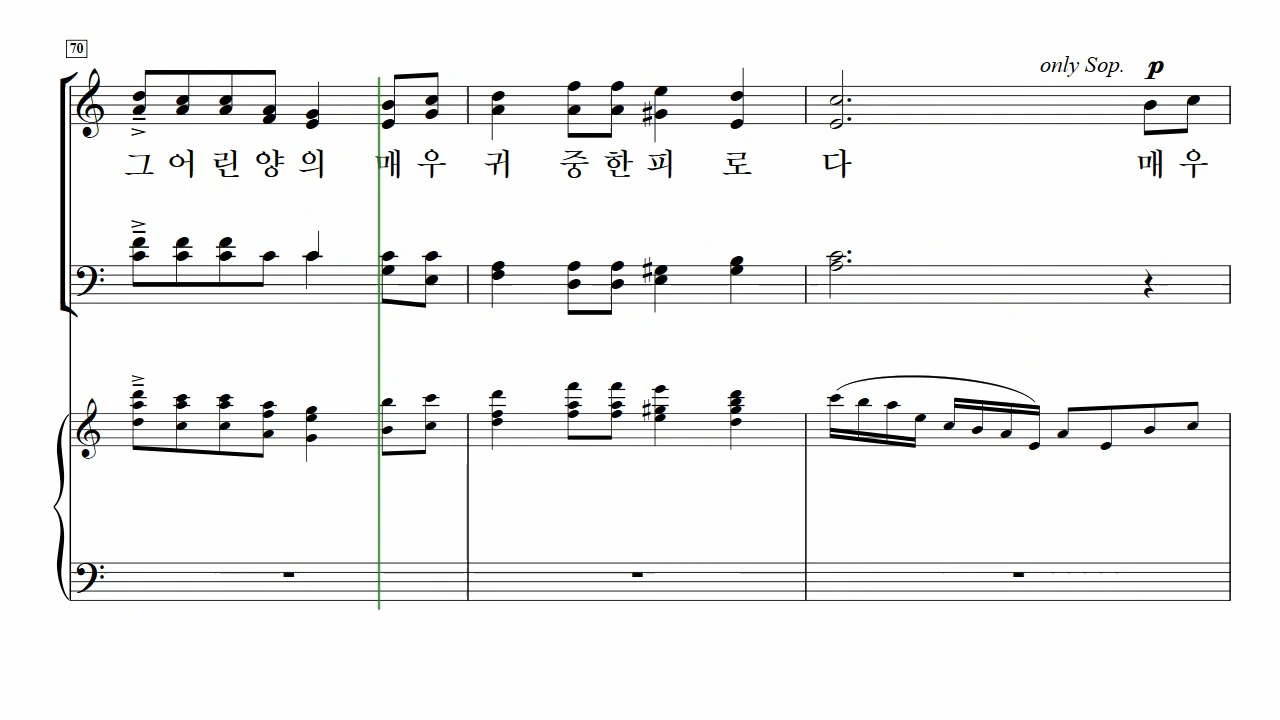 70
only Sop. p
그 어 린 양 의 매 우 귀 중 한 피 로 다 매 우